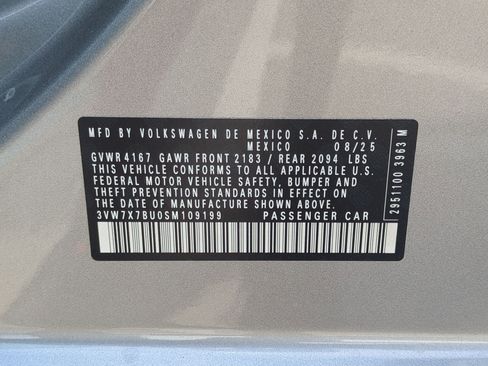 MFD BY VOLKSWAGEN DE MEXICO S.A. DE C.V.
MEXICO 08/25
GVWR 4167 GAWR FRONT 2183 / REAR 2094 LBS
THIS VEHICLE CONFORMS TO ALL APPLICABLE U.S.
FEDERAL MOTOR VEHICLE SAFETY, BUMPER AND
THEFT PREVENTION STANDARDS IN EFFECT ON
THE DATE OF MANUFACTURE SHOWN ABOVE.
3VW7X7BU0SM109199 PASSENGER CAR
2951100 3963 M